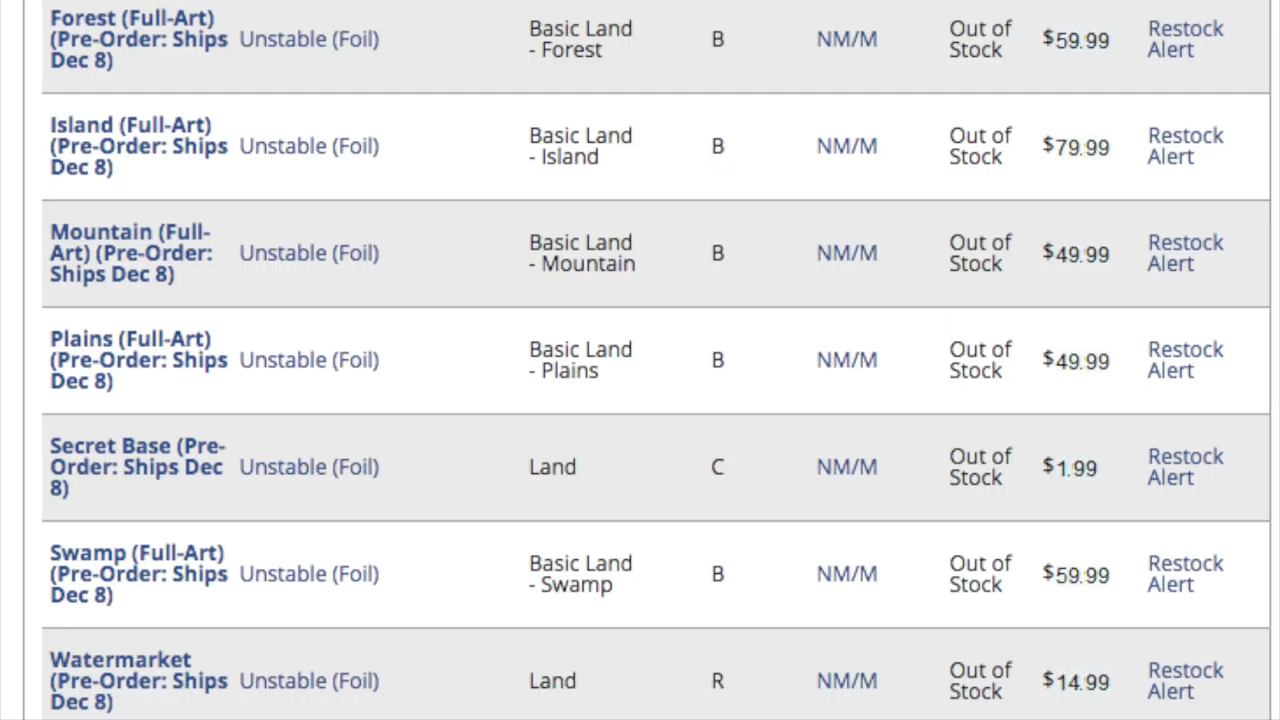 Forest (Full-Art)
(Pre-Order: Ships
Dec 8)
Unstable (Foil)
Basic Land
- Forest
B
NM/M
Out of
Stock
$59.99
Restock
Alert
Island (Full-Art)
(Pre-Order: Ships
Dec 8)
Unstable (Foil)
Basic Land
- Island
B
NM/M
Out of
Stock
$79.99
Restock
Alert
Mountain (Full-
Art) (Pre-Order:
Ships Dec 8)
Unstable (Foil)
Basic Land
- Mountain
B
NM/M
Out of
Stock
$49.99
Restock
Alert
Plains (Full-Art)
(Pre-Order: Ships
Dec 8)
Unstable (Foil)
Basic Land
- Plains
B
NM/M
Out of
Stock
$49.99
Restock
Alert
Secret Base (Pre-
Order: Ships Dec
8)
Unstable (Foil)
Land
C
NM/M
Out of
Stock
$1.99
Restock
Alert
Swamp (Full-Art)
(Pre-Order: Ships
Dec 8)
Unstable (Foil)
Basic Land
- Swamp
B
NM/M
Out of
Stock
$59.99
Restock
Alert
Watermarket
(Pre-Order: Ships
Dec 8)
Unstable (Foil)
Land
R
NM/M
Out of
Stock
$14.99
Restock
Alert